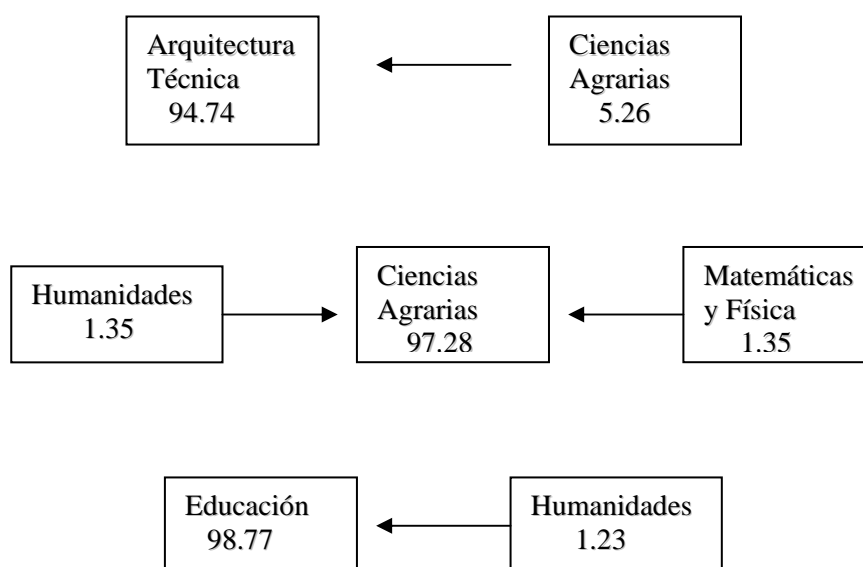 Arquitectura
Técnica
94.74
Ciencias
Agrarias
5.26
Humanidades
1.35
Ciencias
Agrarias
97.28
Matemáticas
y Física
1.35
Educación
98.77
Humanidades
1.23